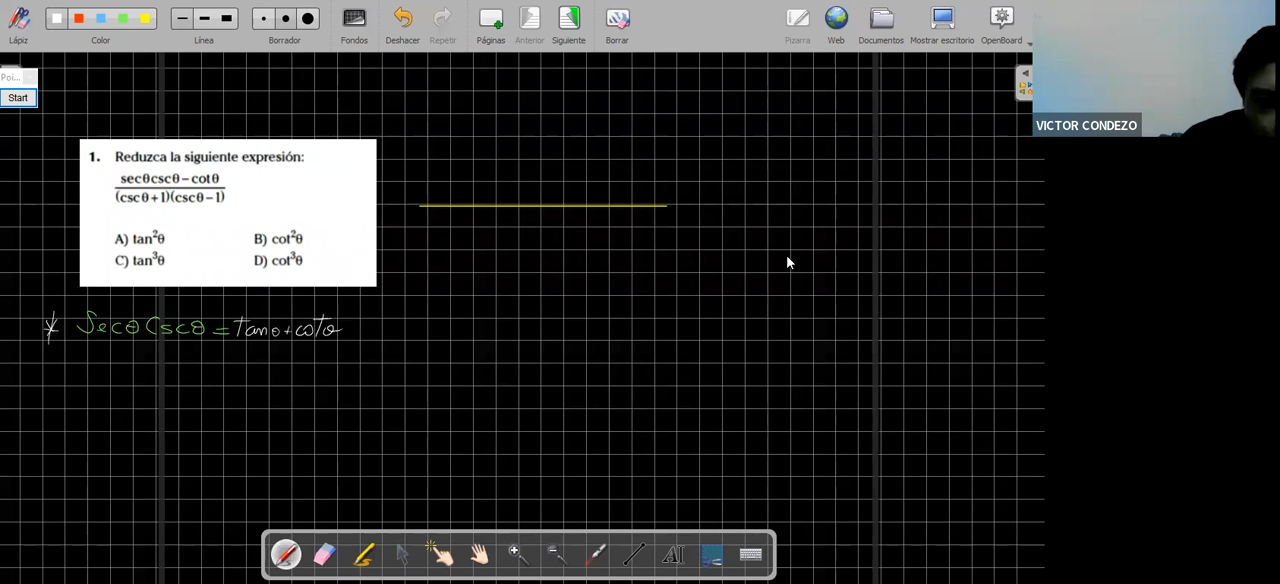 Lápiz Color Línea Borrador Fondos Deshacer Repetir Páginas Anterior Siguiente Borrar Pizarra Web Documentos Mostrar escritorio OpenBoard
Poi...
Start
VICTOR CONDEZO
1. Reduzca la siguiente expresión:
secθcscθ−cotθ
(cscθ+1)(cscθ−1)
A) tan²θ B) cot²θ
C) tan³θ D) cot³θ
* Secθ Cscθ = Tanθ+coTθ
AI